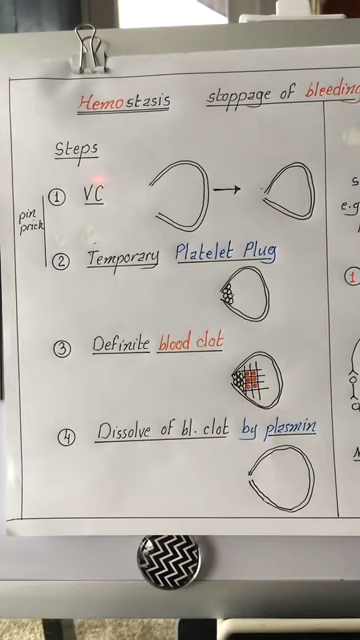 Hemostasis stoppage of bleeding
Steps
① VC
pin
prick
② Temporary Platelet Plug
③ Definite blood clot
④ Dissolve of bl. clot by plasmin
e.g
①